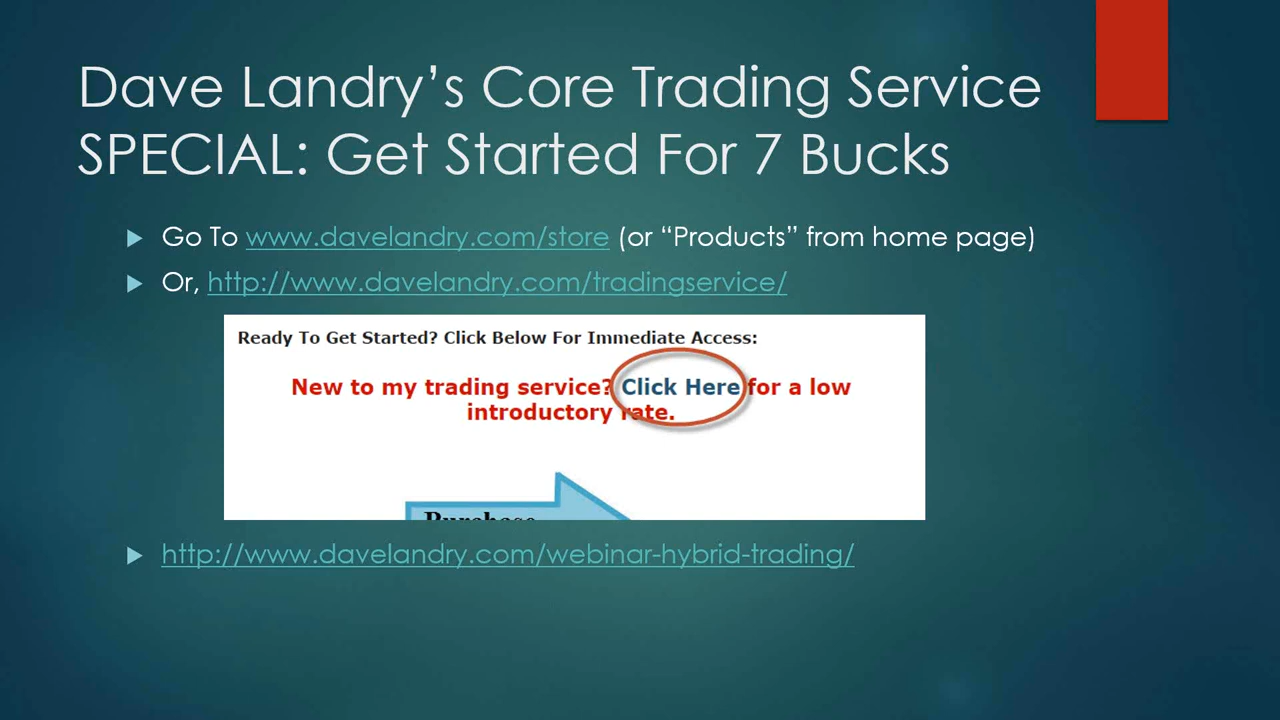 Dave Landry’s Core Trading Service
SPECIAL: Get Started For 7 Bucks
Go To www.davelandry.com/store (or “Products” from home page)
Or, http://www.davelandry.com/tradingservice/
Ready To Get Started? Click Below For Immediate Access:
New to my trading service? Click Here for a low
introductory rate.
Purchase
http://www.davelandry.com/webinar-hybrid-trading/